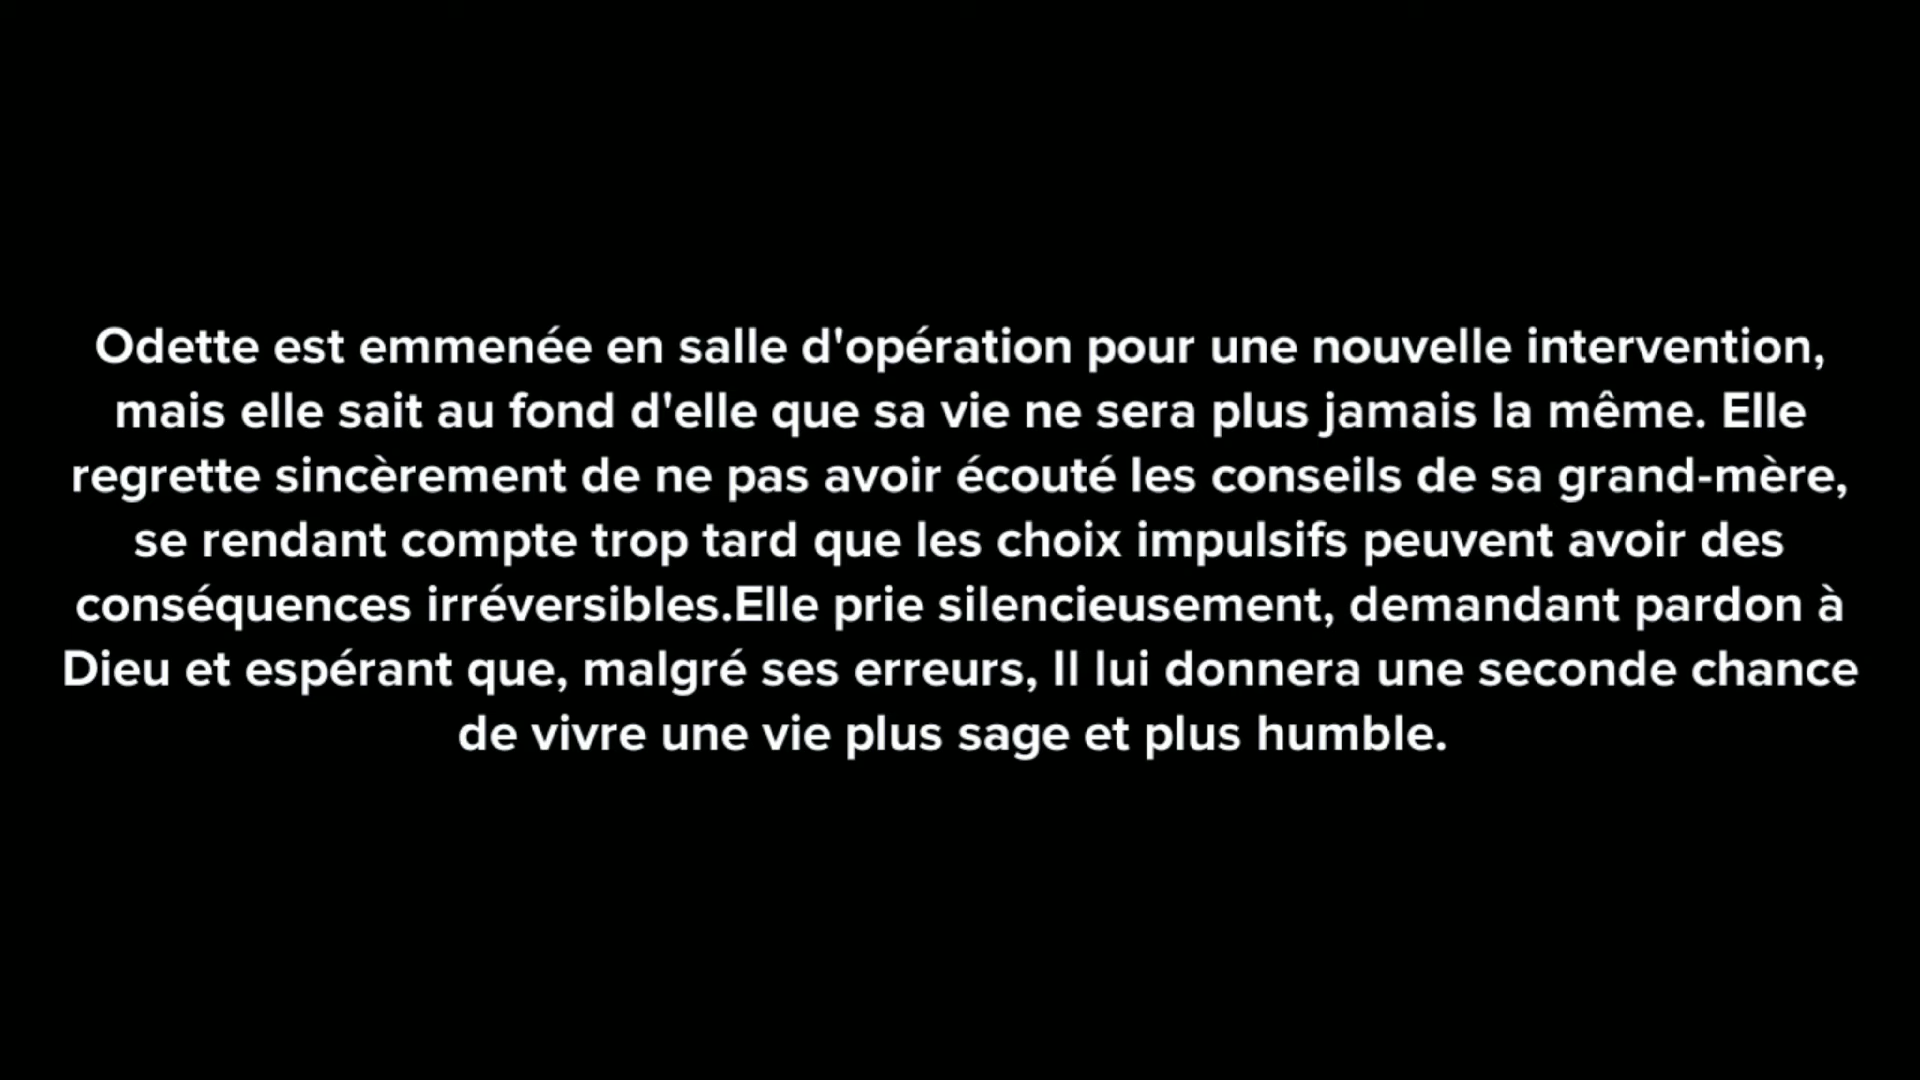 Odette est emmenée en salle d'opération pour une nouvelle intervention,
mais elle sait au fond d'elle que sa vie ne sera plus jamais la même. Elle
regrette sincèrement de ne pas avoir écouté les conseils de sa grand-mère,
se rendant compte trop tard que les choix impulsifs peuvent avoir des
conséquences irréversibles.Elle prie silencieusement, demandant pardon à
Dieu et espérant que, malgré ses erreurs, Il lui donnera une seconde chance
de vivre une vie plus sage et plus humble.